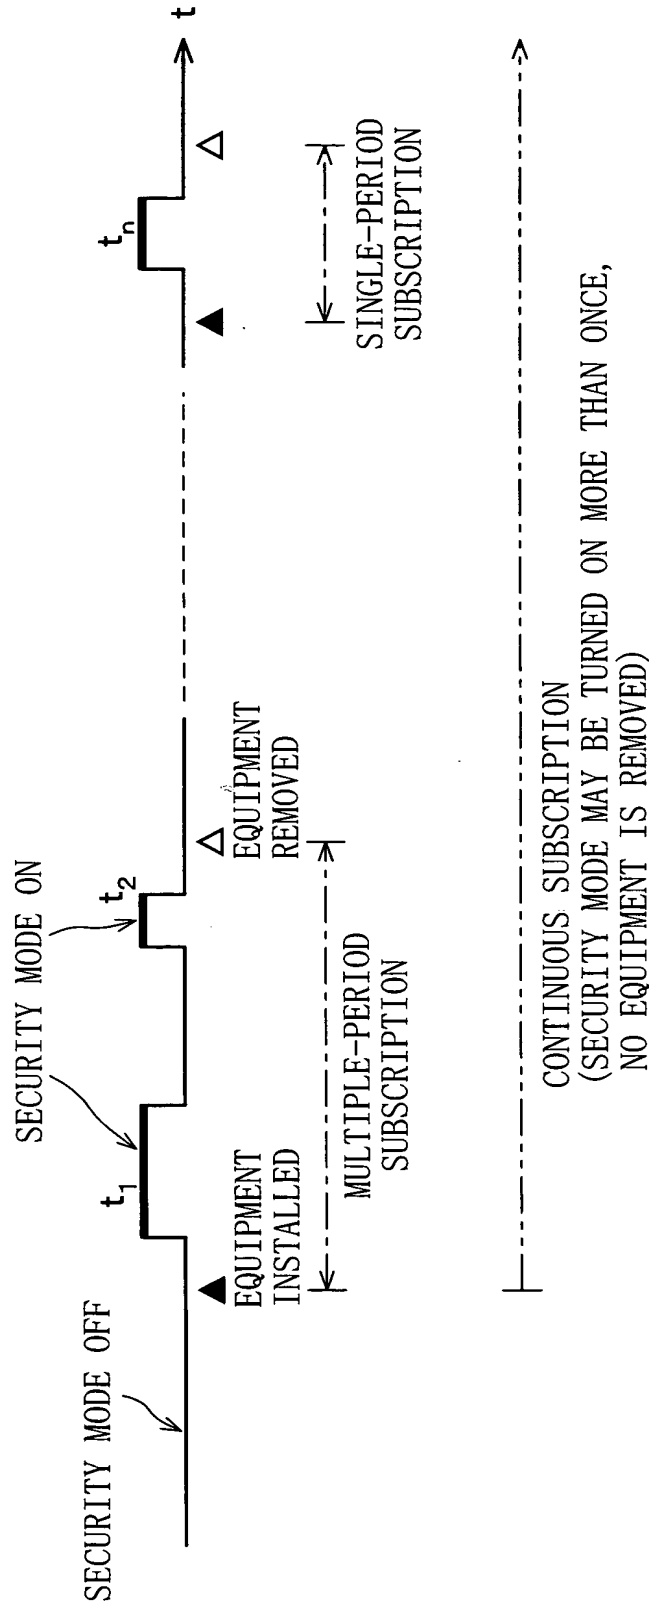 SECURITY MODE OFF
SECURITY MODE ON
t1
t2
tn
t
EQUIPMENT
INSTALLED
EQUIPMENT
REMOVED
MULTIPLE-PERIOD
SUBSCRIPTION
SINGLE-PERIOD
SUBSCRIPTION
CONTINUOUS SUBSCRIPTION
(SECURITY MODE MAY BE TURNED ON MORE THAN ONCE,
NO EQUIPMENT IS REMOVED)